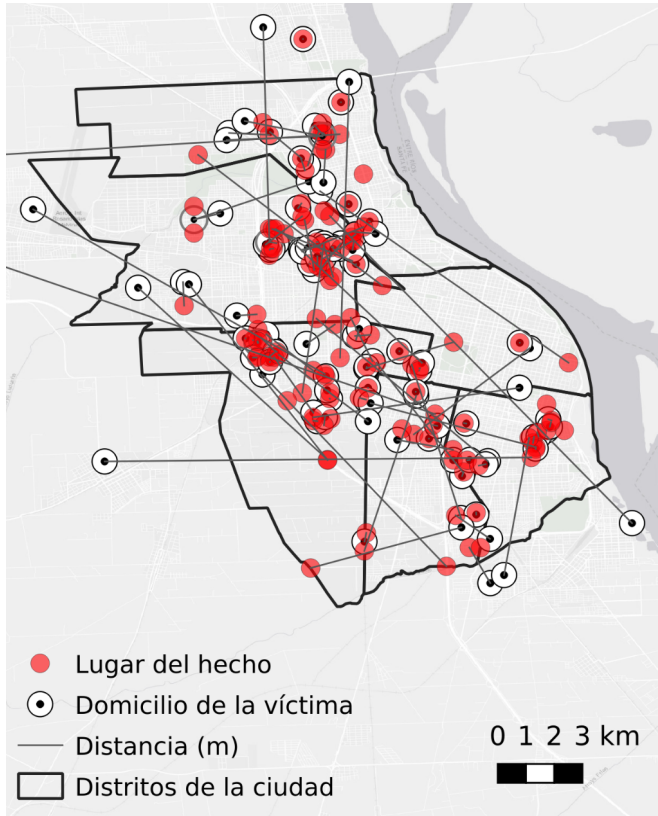 Lugar del hecho
Domicilio de la víctima
Distancia (m)
Distritos de la ciudad
0 1 2 3 km